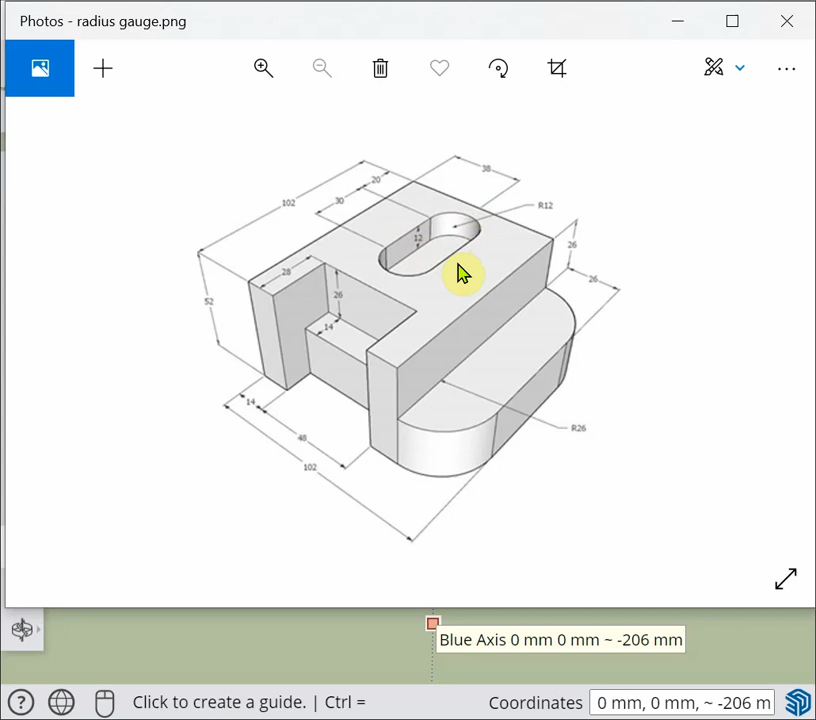 Photos - radius gauge.png
38
20
30
102
R12
12
26
28
26
26
52
14
14
48
102
R26
Blue Axis 0 mm 0 mm ~ -206 mm
Click to create a guide. | Ctrl =
Coordinates
0 mm, 0 mm, ~ -206 m